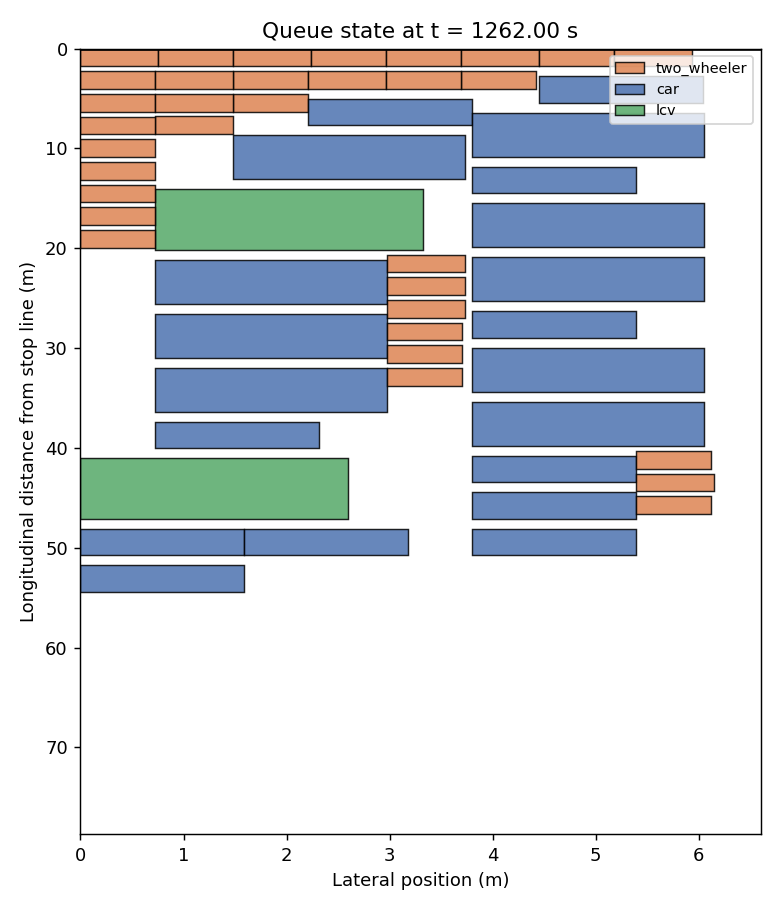 Queue state at t = 1262.00 s
two_wheeler
car
lcv
0
10
20
30
40
50
60
70
Longitudinal distance from stop line (m)
0 1 2 3 4 5 6
Lateral position (m)